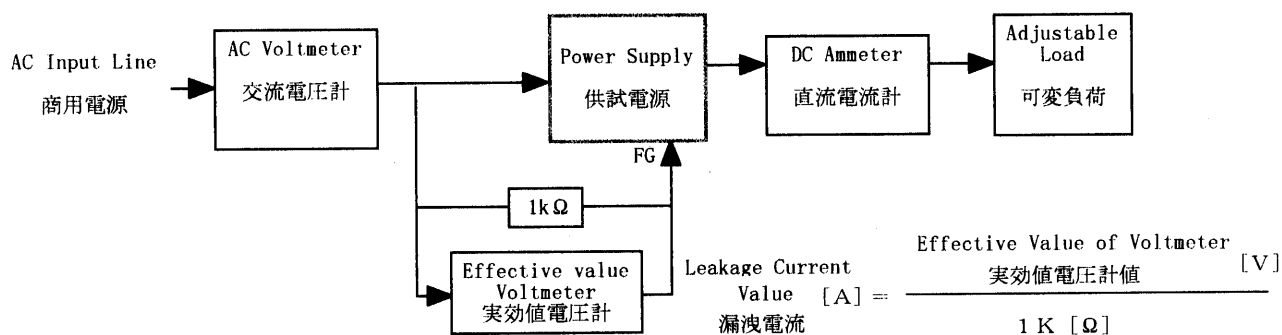 AC Input Line
商用電源
AC Voltmeter
交流電圧計
Power Supply
供試電源
DC Ammeter
直流電流計
Adjustable
Load
可変負荷
FG
1kΩ
Effective value
Voltmeter
実効値電圧計
Leakage Current
Value [A] =
漏洩電流
Effective Value of Voltmeter
実効値電圧計値 [V]
1 K [Ω]